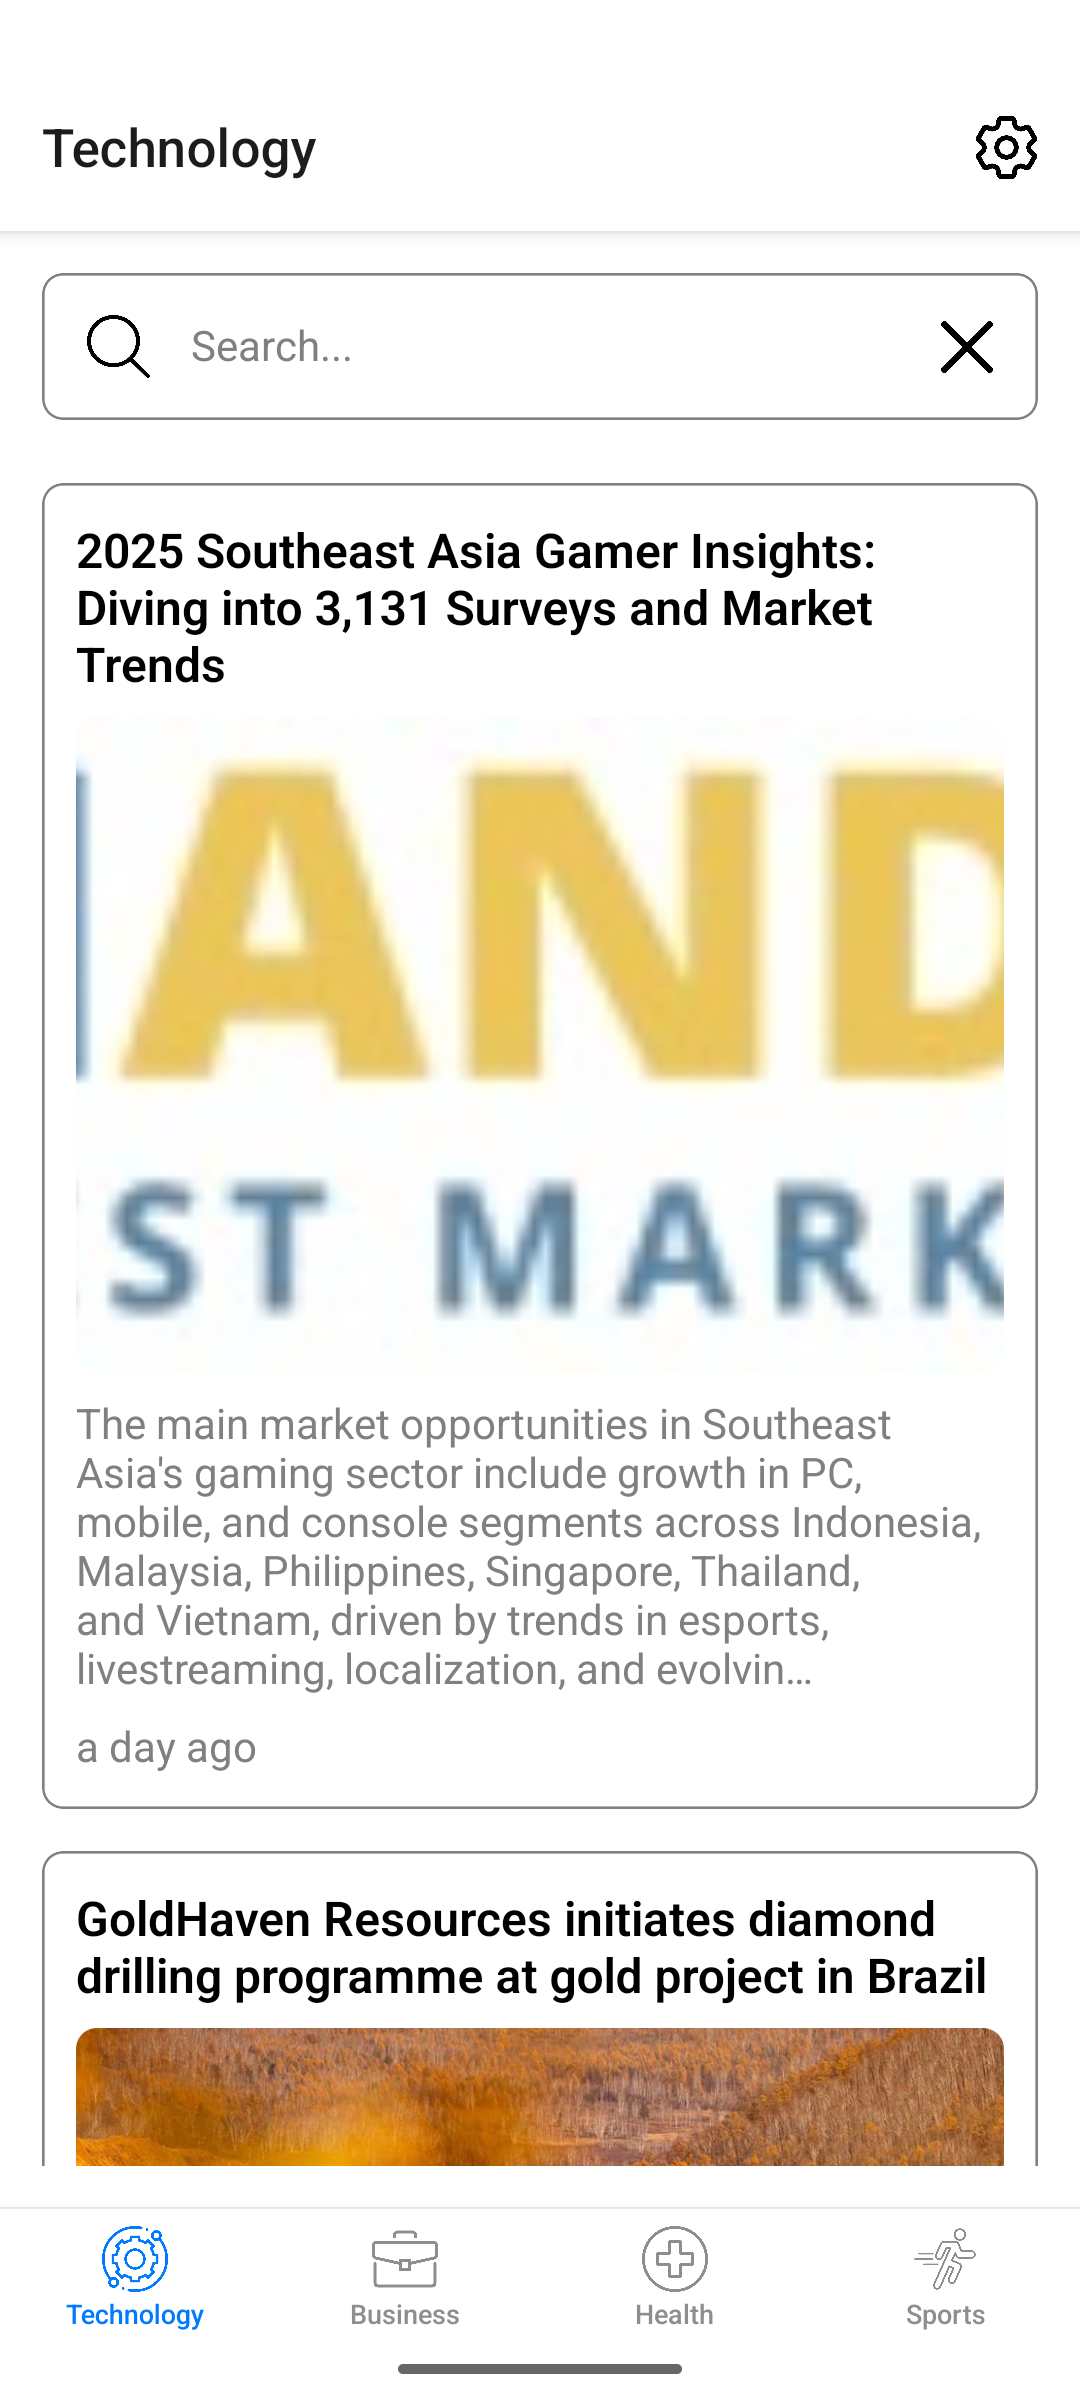 Technology
Search...
2025 Southeast Asia Gamer Insights:
Diving into 3,131 Surveys and Market
Trends
AND
ST MARK
The main market opportunities in Southeast
Asia's gaming sector include growth in PC,
mobile, and console segments across Indonesia,
Malaysia, Philippines, Singapore, Thailand,
and Vietnam, driven by trends in esports,
livestreaming, localization, and evolvin...
a day ago
GoldHaven Resources initiates diamond
drilling programme at gold project in Brazil
Technology
Business
Health
Sports